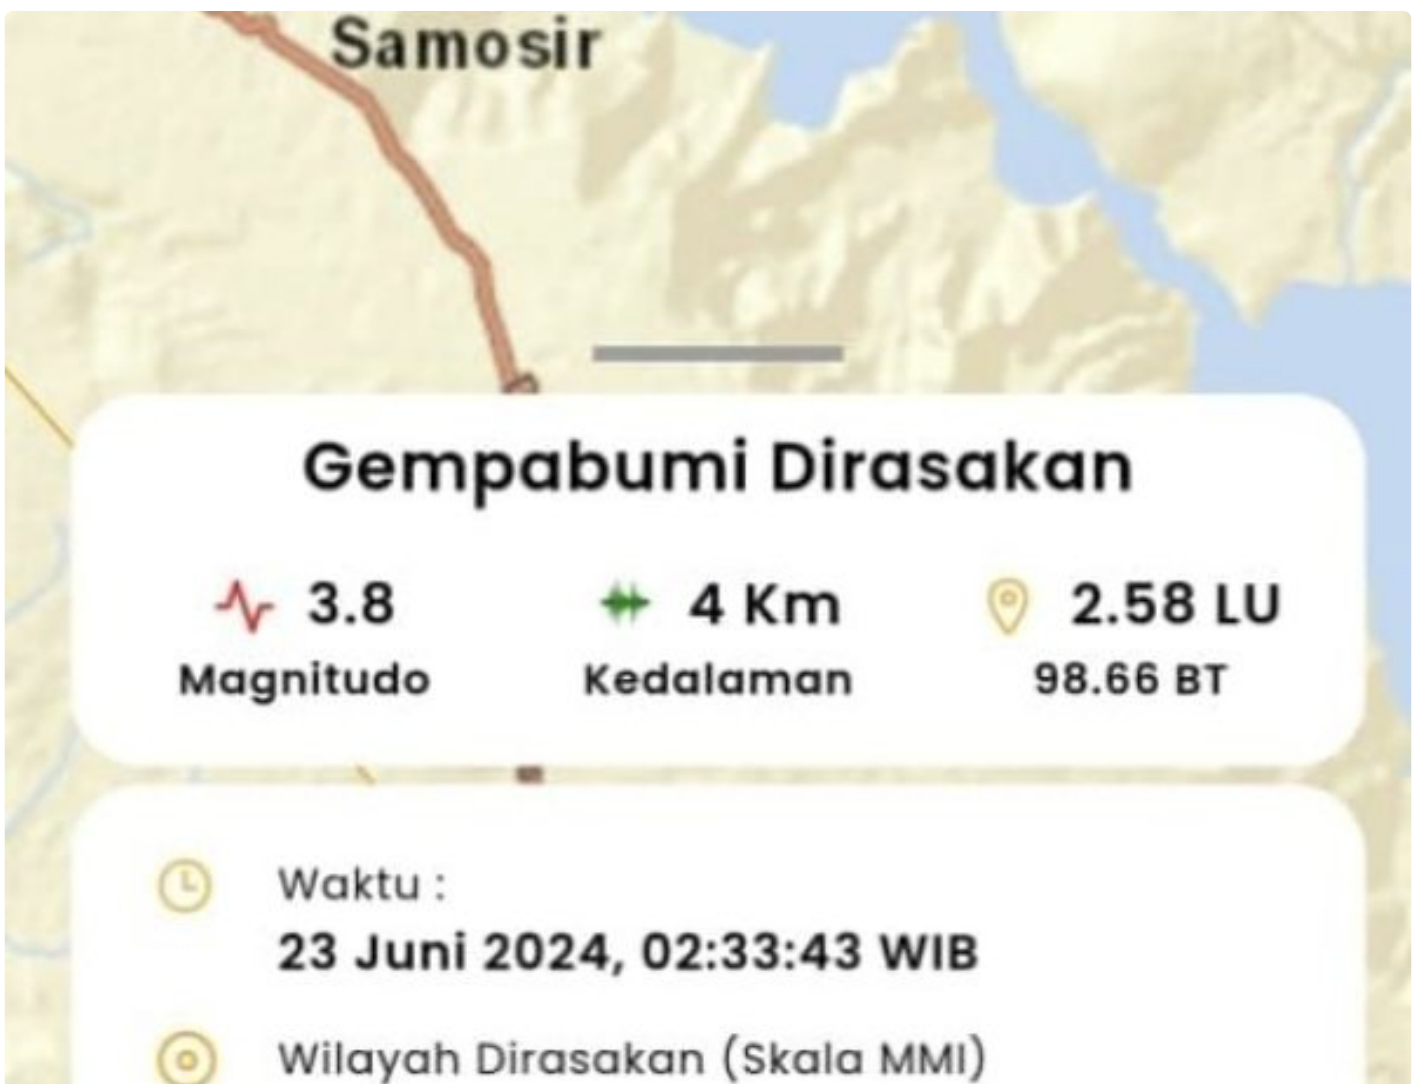 Samosir
Gempabumi Dirasakan
3.8
Magnitudo
4 Km
Kedalaman
2.58 LU
98.66 BT
Waktu :
23 Juni 2024, 02:33:43 WIB
Wilayah Dirasakan (Skala MMI)